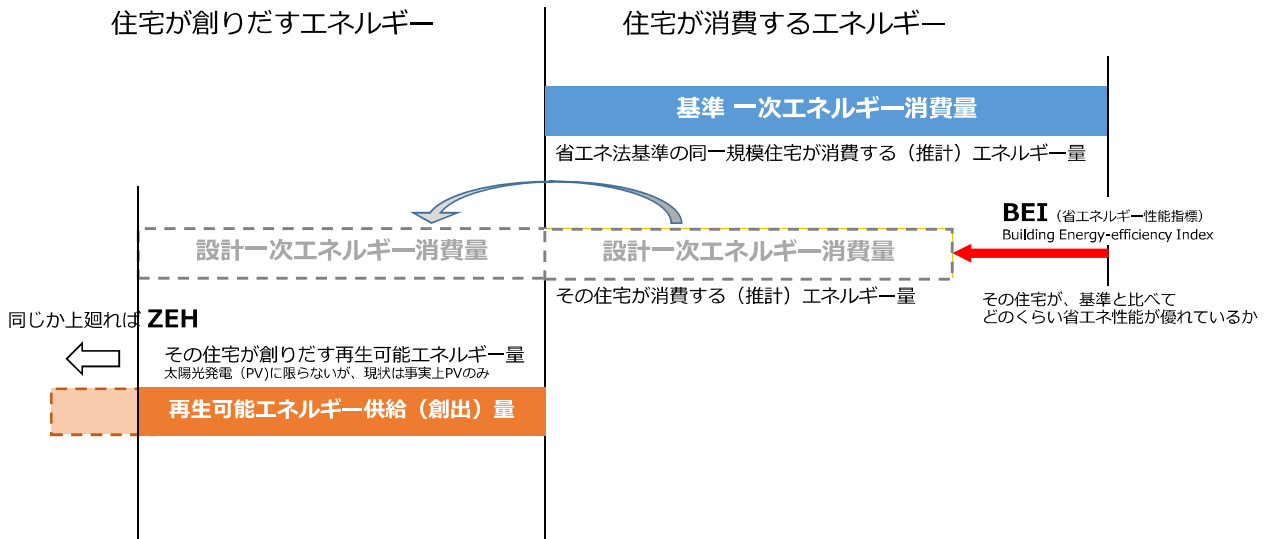 住宅が創りだすエネルギー
住宅が消費するエネルギー
基準 一次エネルギー消費量
省エネ法基準の同一規模住宅が消費する（推計）エネルギー量
BEI（省エネルギー性能指標）
Building Energy-efficiency Index
設計一次エネルギー消費量
設計一次エネルギー消費量
その住宅が消費する（推計）エネルギー量
その住宅が、基準と比べて
どのくらい省エネ性能が優れているか
同じか上廻れば ZEH
その住宅が創りだす再生可能エネルギー量
太陽光発電（PV)に限らないが、現状は事実上PVのみ
再生可能エネルギー供給（創出）量